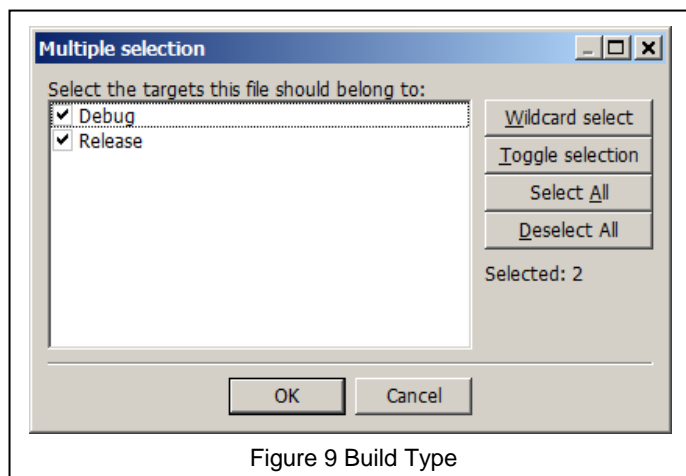 Multiple selection
Select the targets this file should belong to:
Debug
Release
Wildcard select
Toggle selection
Select All
Deselect All
Selected: 2
OK
Cancel
Figure 9 Build Type